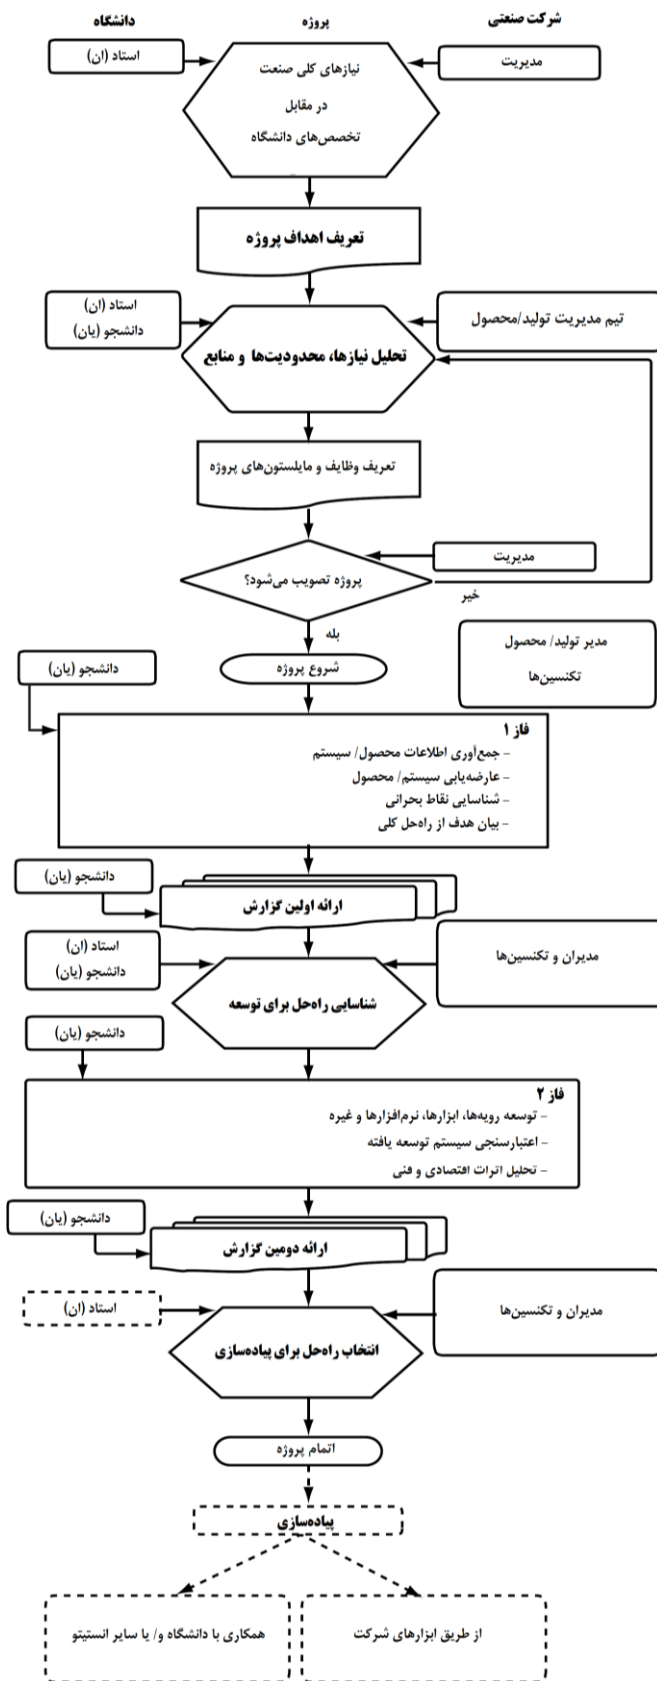 شرکت صنعتی
پروژه
دانشگاه
مدیریت
استاد (ان)
نیازهای کلی صنعت
در مقابل
تخصص‌های دانشگاه
تعریف اهداف پروژه
تیم مدیریت تولید/محصول
استاد (ان)
دانشجو (یان)
تحلیل نیازها، محدودیت‌ها و منابع
تعریف وظایف و مایلستون‌های پروژه
مدیریت
پروژه تصویب می‌شود؟
خیر
بله
مدیر تولید/ محصول
تکنسین‌ها
شروع پروژه
دانشجو (یان)
فاز ۱
- جمع‌آوری اطلاعات محصول/ سیستم
- عارضه‌یابی سیستم/ محصول
- شناسایی نقاط بحرانی
- بیان هدف از راه‌حل کلی
دانشجو (یان)
ارائه اولین گزارش
مدیران و تکنسین‌ها
استاد (ان)
دانشجو (یان)
شناسایی راه‌حل برای توسعه
دانشجو (یان)
فاز ۲
- توسعه رویه‌ها، ابزارها، نرم‌افزارها و غیره
- اعتبارسنجی سیستم توسعه یافته
- تحلیل اثرات اقتصادی و فنی
دانشجو (یان)
ارائه دومین گزارش
مدیران و تکنسین‌ها
استاد (ان)
انتخاب راه‌حل برای پیاده‌سازی
اتمام پروژه
پیاده‌سازی
از طریق ابزارهای شرکت
همکاری با دانشگاه و/ یا سایر انستیتو